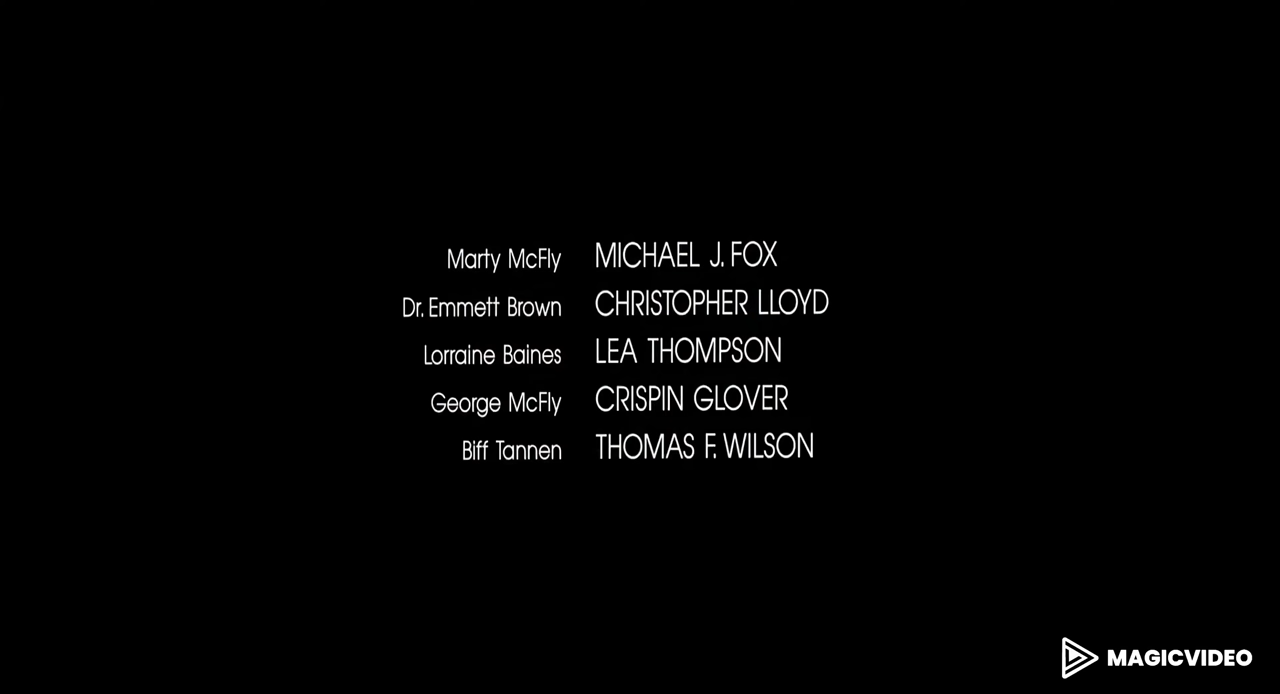 Marty McFly MICHAEL J. FOX
Dr. Emmett Brown CHRISTOPHER LLOYD
Lorraine Baines LEA THOMPSON
George McFly CRISPIN GLOVER
Biff Tannen THOMAS F. WILSON
MAGICVIDEO